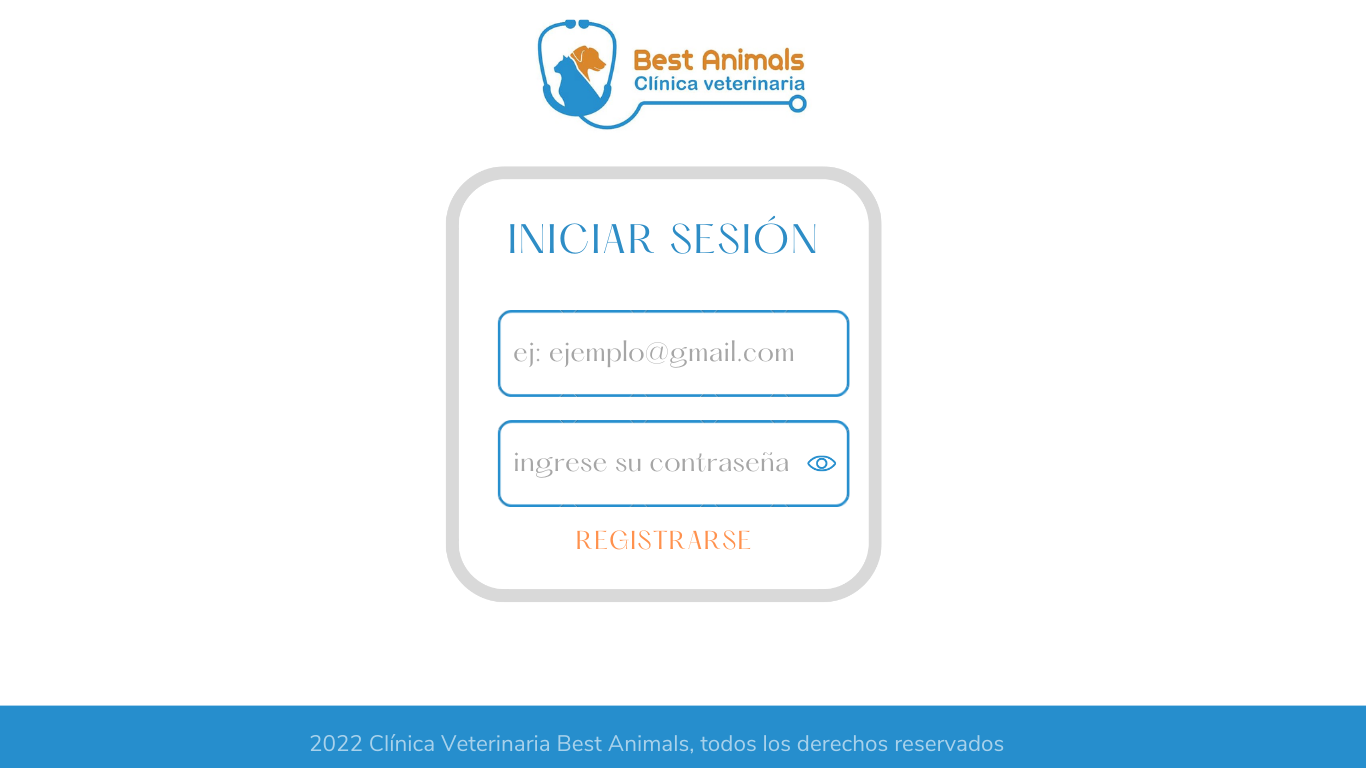 Best Animals
Clínica veterinaria
INICIAR SESIÓN
ej: ejemplo@gmail.com
ingrese su contraseña
REGISTRARSE
2022 Clínica Veterinaria Best Animals, todos los derechos reservados